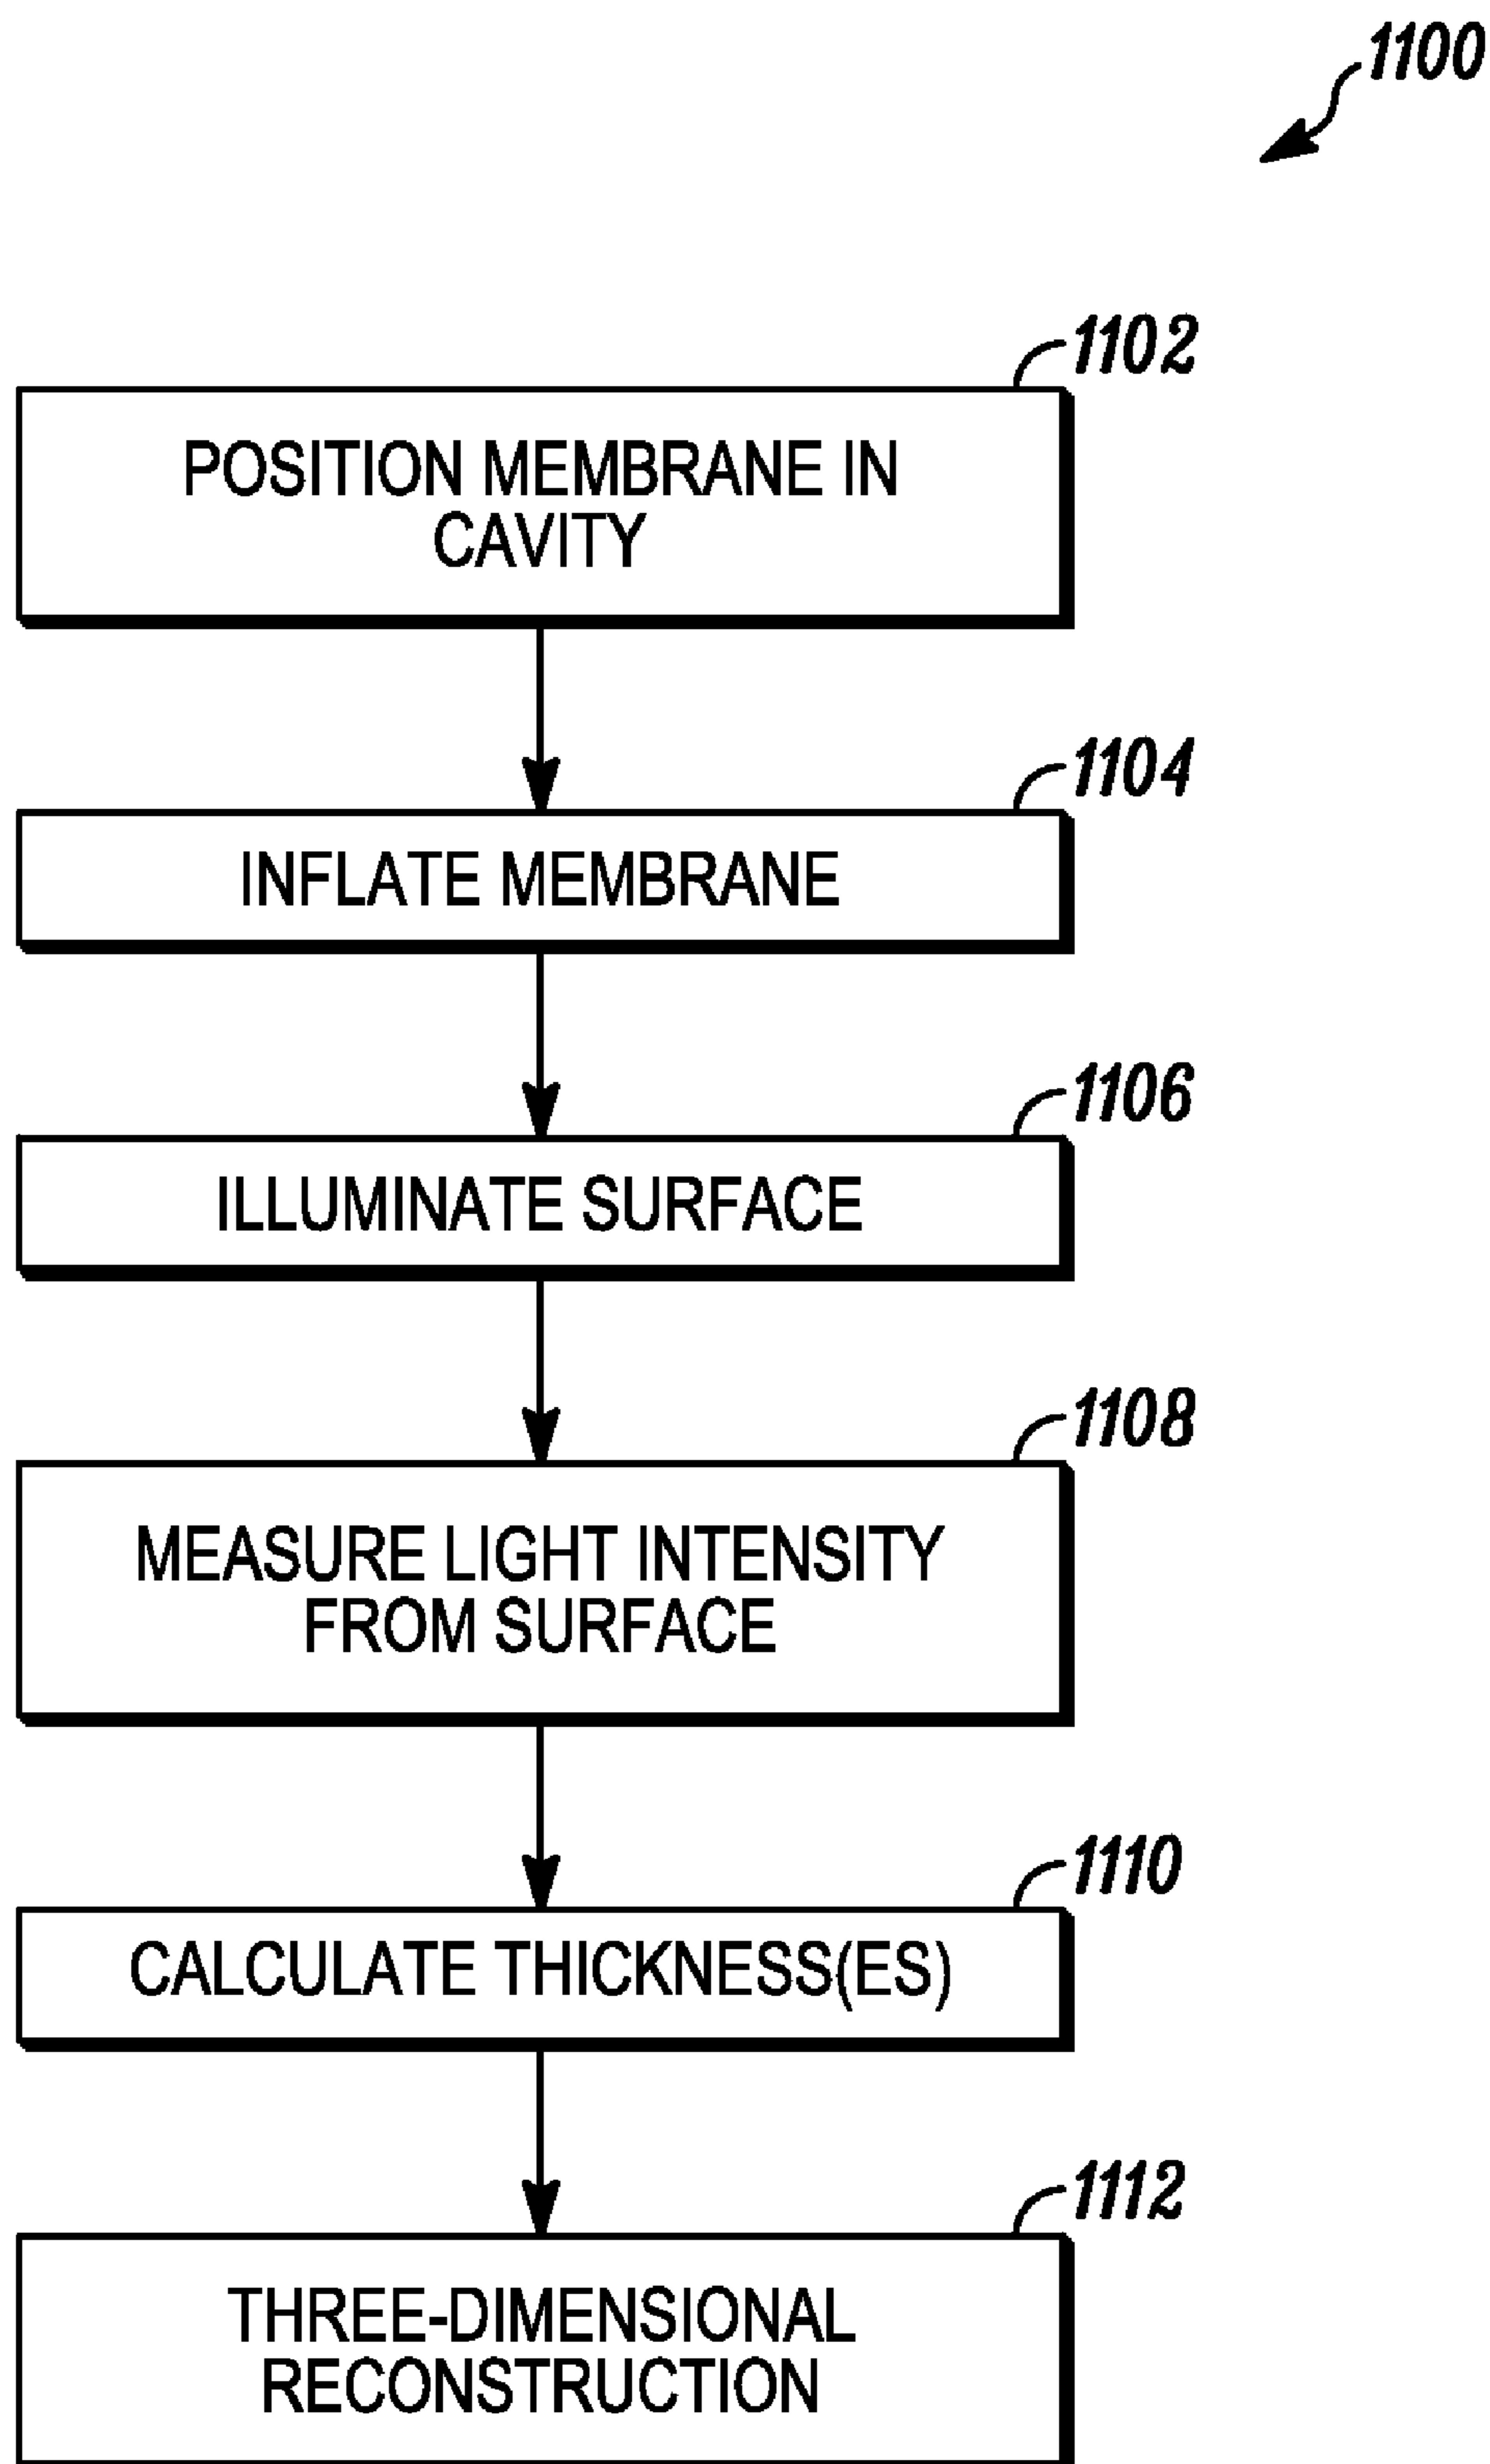 1100
1102
POSITION MEMBRANE IN
CAVITY
1104
INFLATE MEMBRANE
1106
ILLUMINATE SURFACE
1108
MEASURE LIGHT INTENSITY
FROM SURFACE
1110
CALCULATE THICKNESS(ES)
1112
THREE-DIMENSIONAL
RECONSTRUCTION